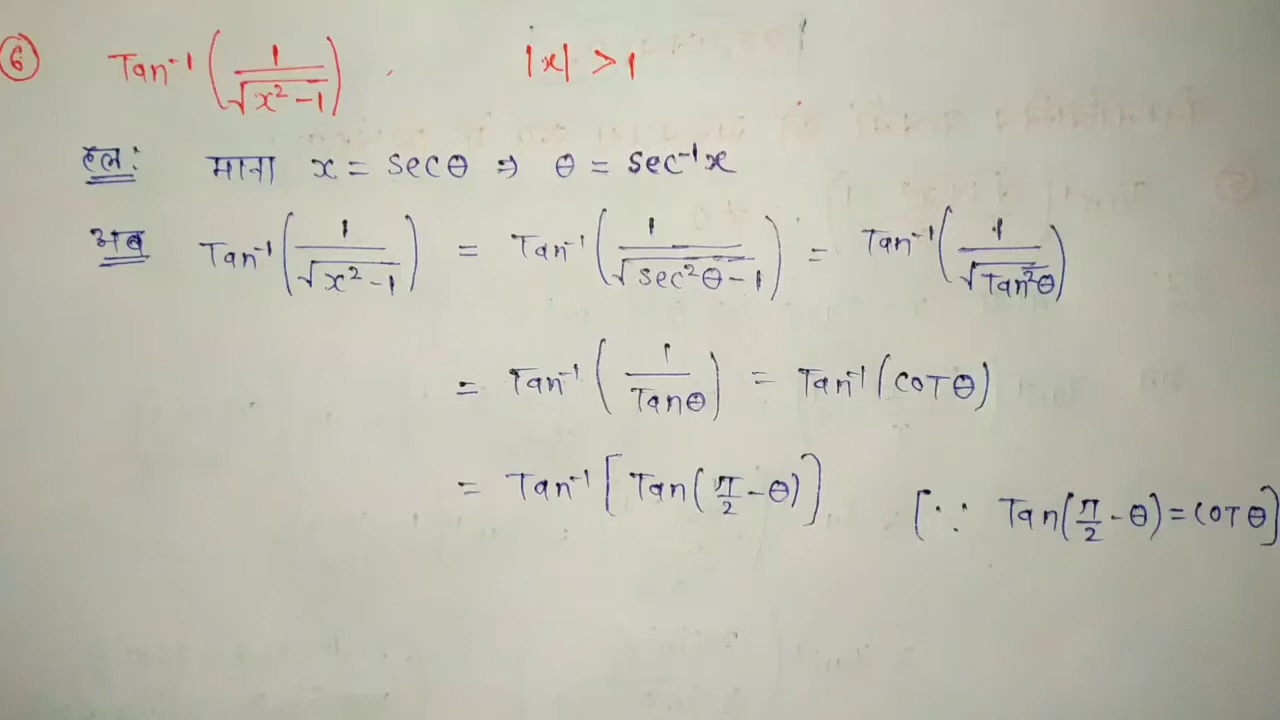 6 Tan⁻¹(1/√(x²-1)) |x| > 1
हल: माना x = secθ ⇒ θ = sec⁻¹x
अब Tan⁻¹(1/√(x²-1)) = Tan⁻¹(1/√(sec²θ-1)) = Tan⁻¹(1/√(Tan²θ))
= Tan⁻¹(1/Tanθ) = Tan⁻¹(COTθ)
= Tan⁻¹[Tan(π/2-θ)] [∵ Tan(π/2-θ)=COTθ]